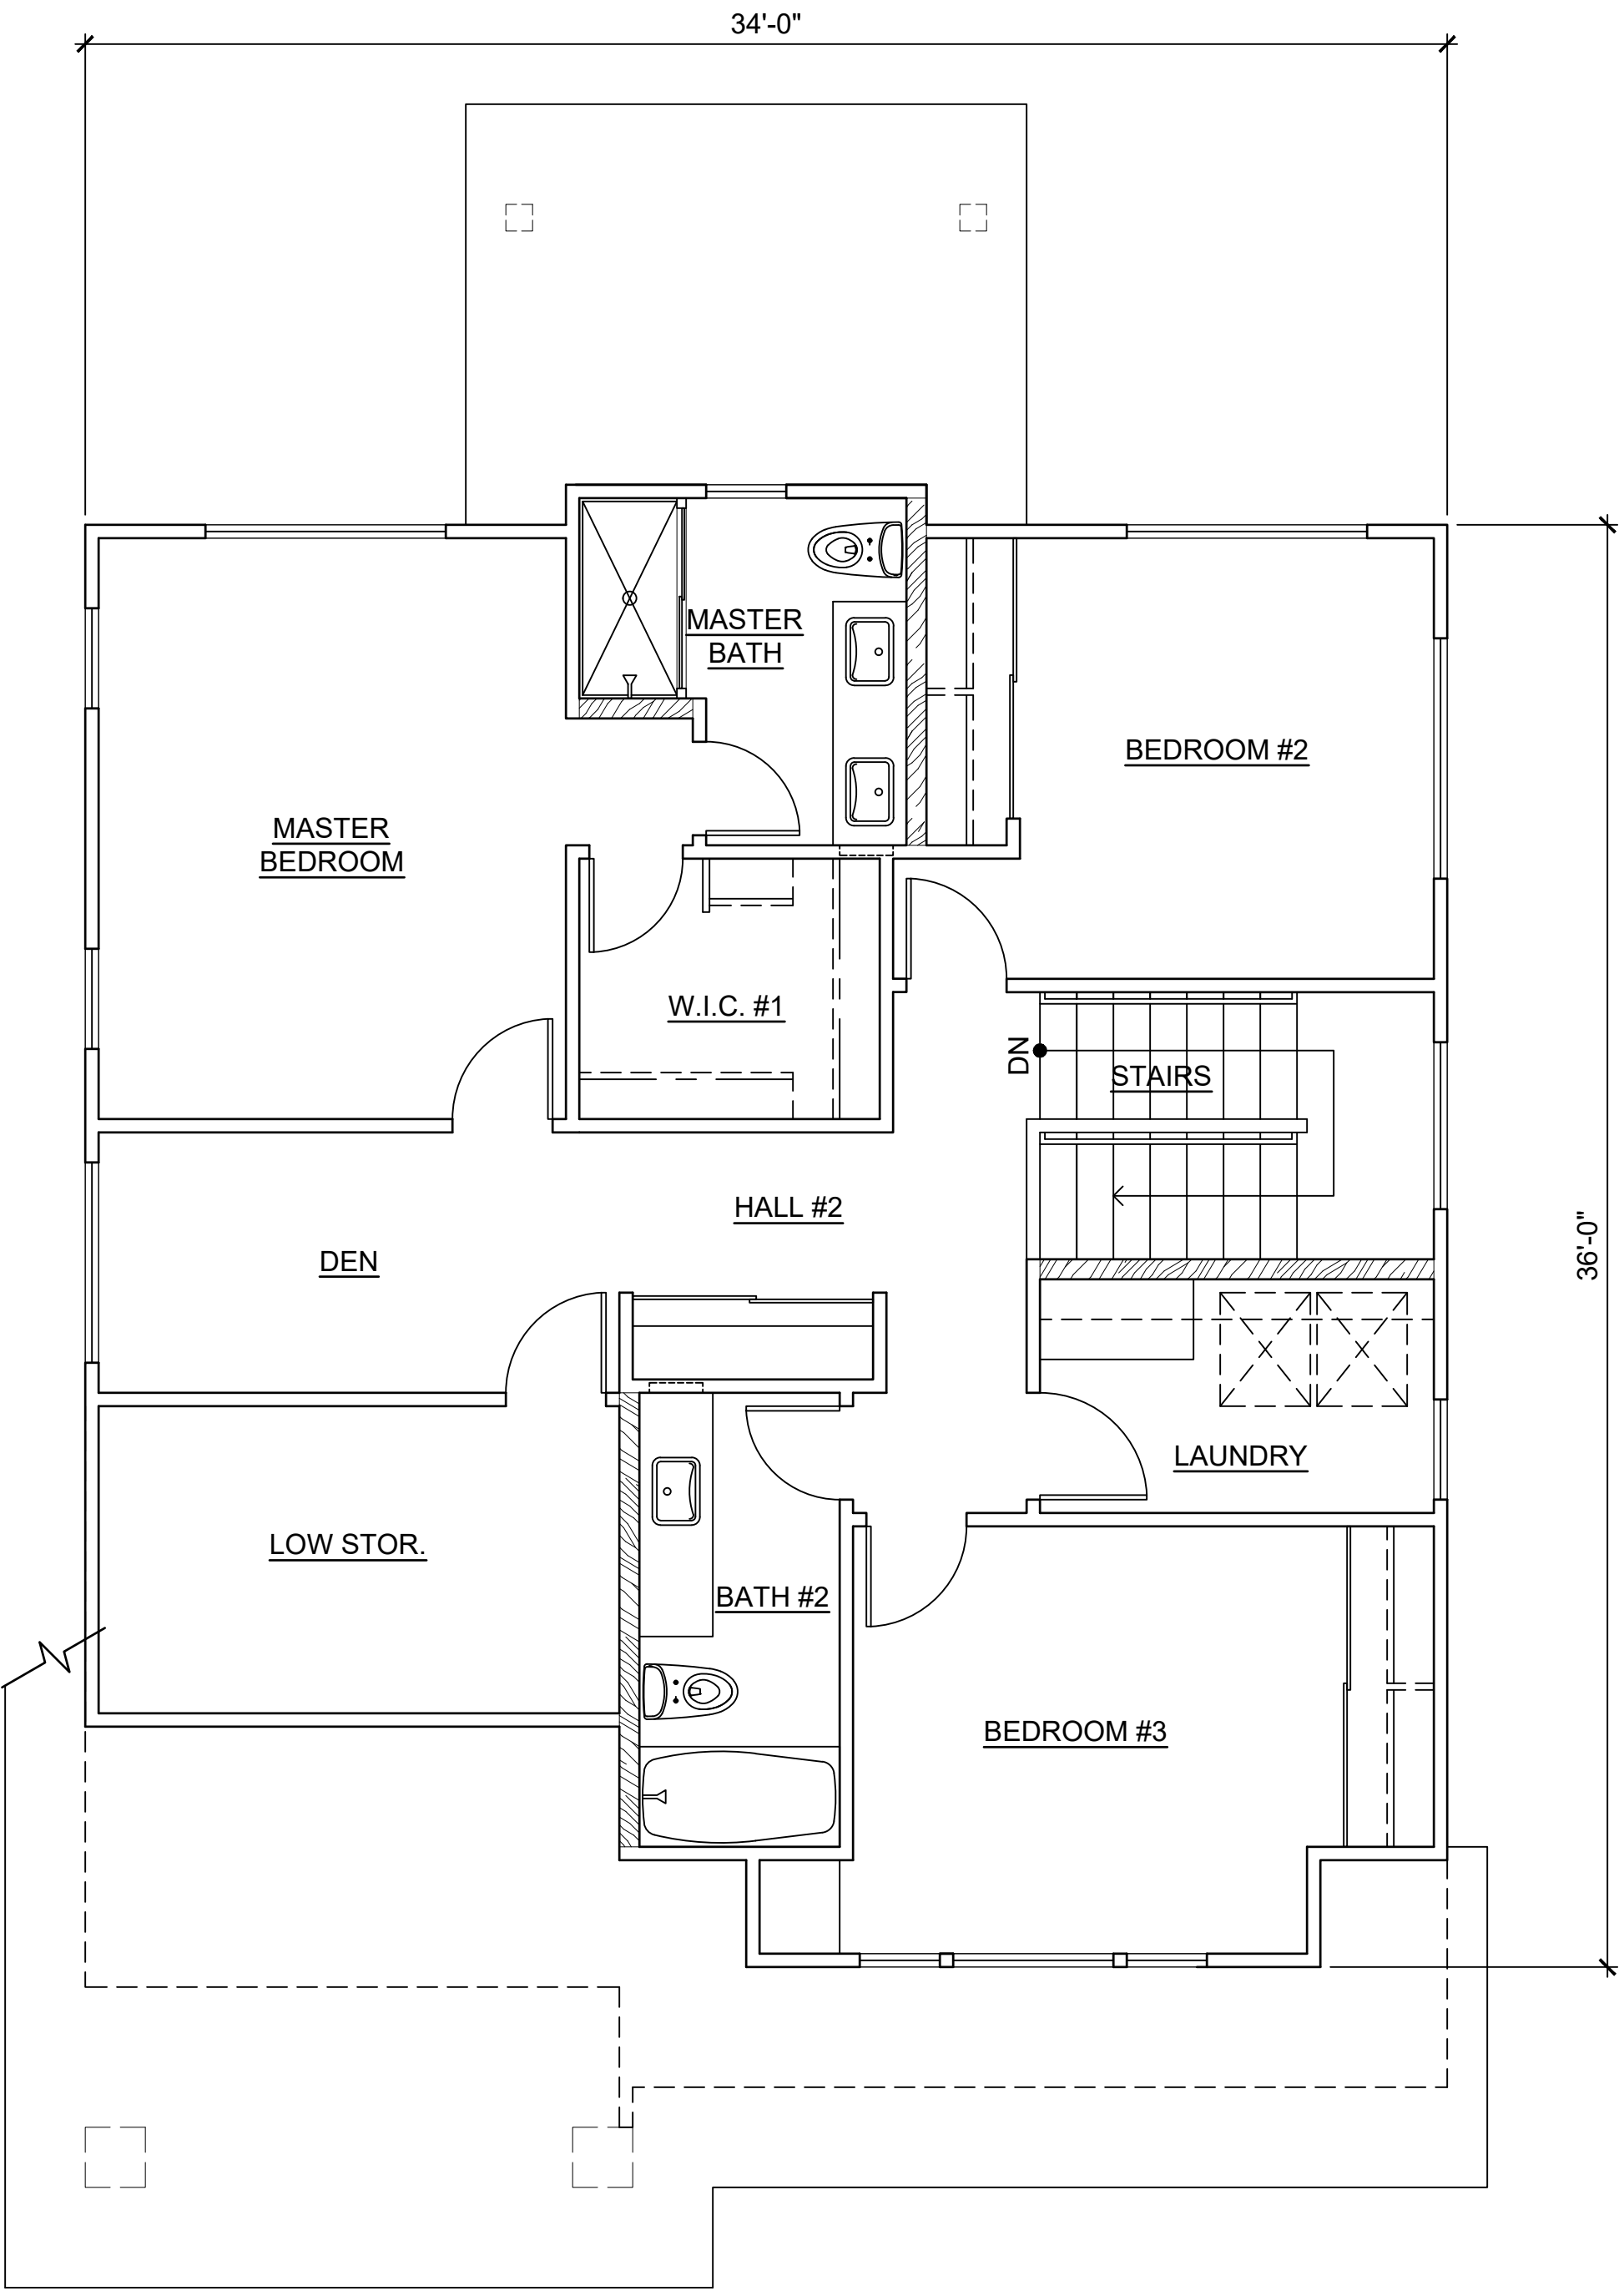 34'-0"
MASTER
BATH
BEDROOM #2
MASTER
BEDROOM
W.I.C. #1
DN
STAIRS
HALL #2
DEN
36'-0"
LAUNDRY
LOW STOR.
BATH #2
BEDROOM #3